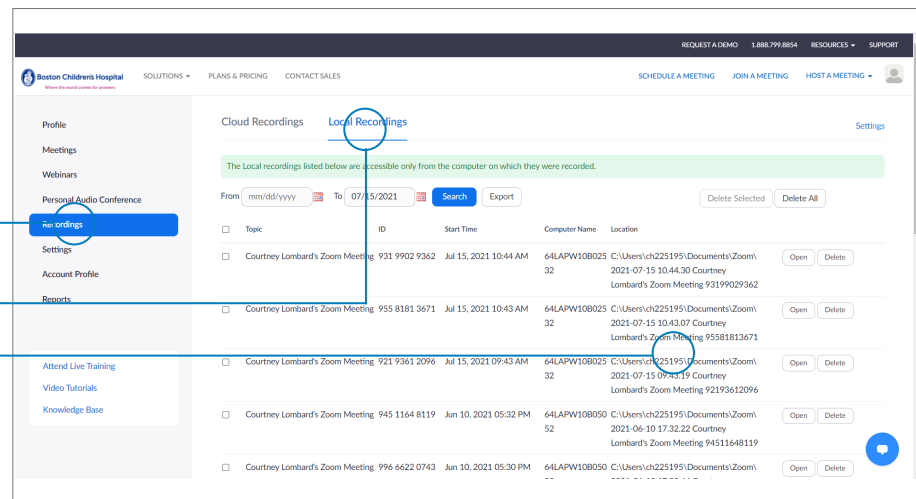 REQUEST A DEMO 1.888.799.8854 RESOURCES SUPPORT
Boston Children's Hospital
Where the world comes for answers
SOLUTIONS PLANS & PRICING CONTACT SALES SCHEDULE A MEETING JOIN A MEETING HOST A MEETING
Profile
Meetings
Webinars
Personal Audio Conference
Recordings
Settings
Account Profile
Reports
Attend Live Training
Video Tutorials
Knowledge Base
Cloud Recordings Local Recordings Settings
The Local recordings listed below are accessible only from the computer on which they were recorded.
From mm/dd/yyyy To 07/15/2021 Search Export Delete Selected Delete All
Topic ID Start Time Computer Name Location
Courtney Lombard's Zoom Meeting 931 9902 9362 Jul 15, 2021 10:44 AM 64LAPW10B025 C:\Users\ch225195\Documents\Zoom\ Open Delete
32 2021-07-15 10.44.30 Courtney
Lombard's Zoom Meeting 93199029362
Courtney Lombard's Zoom Meeting 955 8181 3671 Jul 15, 2021 10:43 AM 64LAPW10B025 C:\Users\ch225195\Documents\Zoom\ Open Delete
32 2021-07-15 10.43.07 Courtney
Lombard's Zoom Meeting 95581813671
Courtney Lombard's Zoom Meeting 921 9361 2096 Jul 15, 2021 09:43 AM 64LAPW10B025 C:\Users\ch225195\Documents\Zoom\ Open Delete
32 2021-07-15 09.43.19 Courtney
Lombard's Zoom Meeting 92193612096
Courtney Lombard's Zoom Meeting 945 1164 8119 Jun 10, 2021 05:32 PM 64LAPW10B050 C:\Users\ch225195\Documents\Zoom\ Open Delete
52 2021-06-10 17.32.22 Courtney
Lombard's Zoom Meeting 94511648119
Courtney Lombard's Zoom Meeting 996 6622 0743 Jun 10, 2021 05:30 PM 64LAPW10B050 C:\Users\ch225195\Documents\Zoom\ Open Delete